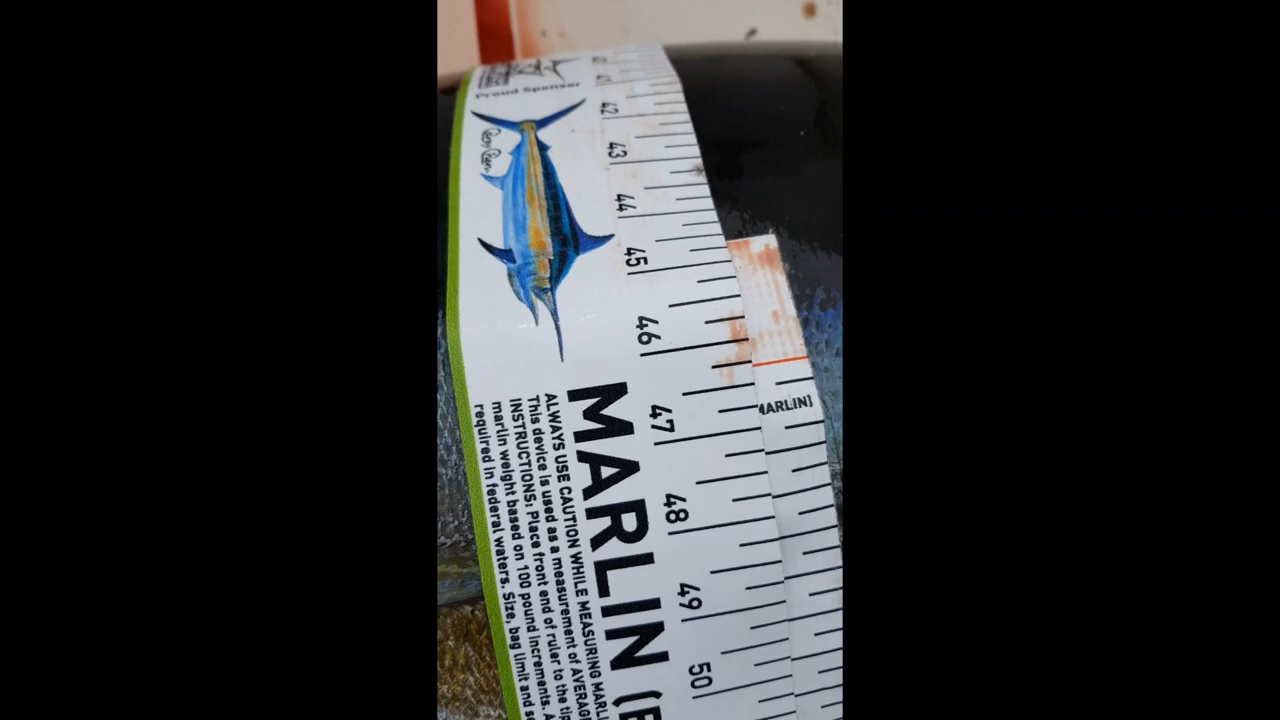 Proud Sponsor
41
42
43
44
45
46
47
48
49
50
MARLIN
ALWAYS USE CAUTION WHILE MEASURING
This device is used as a measurement of
INSTRUCTIONS: Place front end of ruler to the
marlin weight based on 100 pound increments.
required in federal waters. Size, bag limit and
MARLIN)